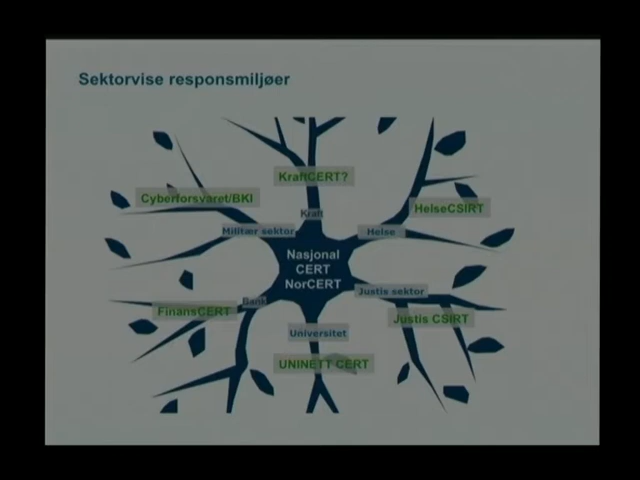 Sektorvise responsmiljøer
KraftCERT?
Cyberforsvaret/BKI
HelseCSIRT
Kraft
Militær sektor
Helse
Nasjonal
CERT
NorCERT
Justis sektor
Bank
FinansCERT
Justis CSIRT
Universitet
UNINETT CERT